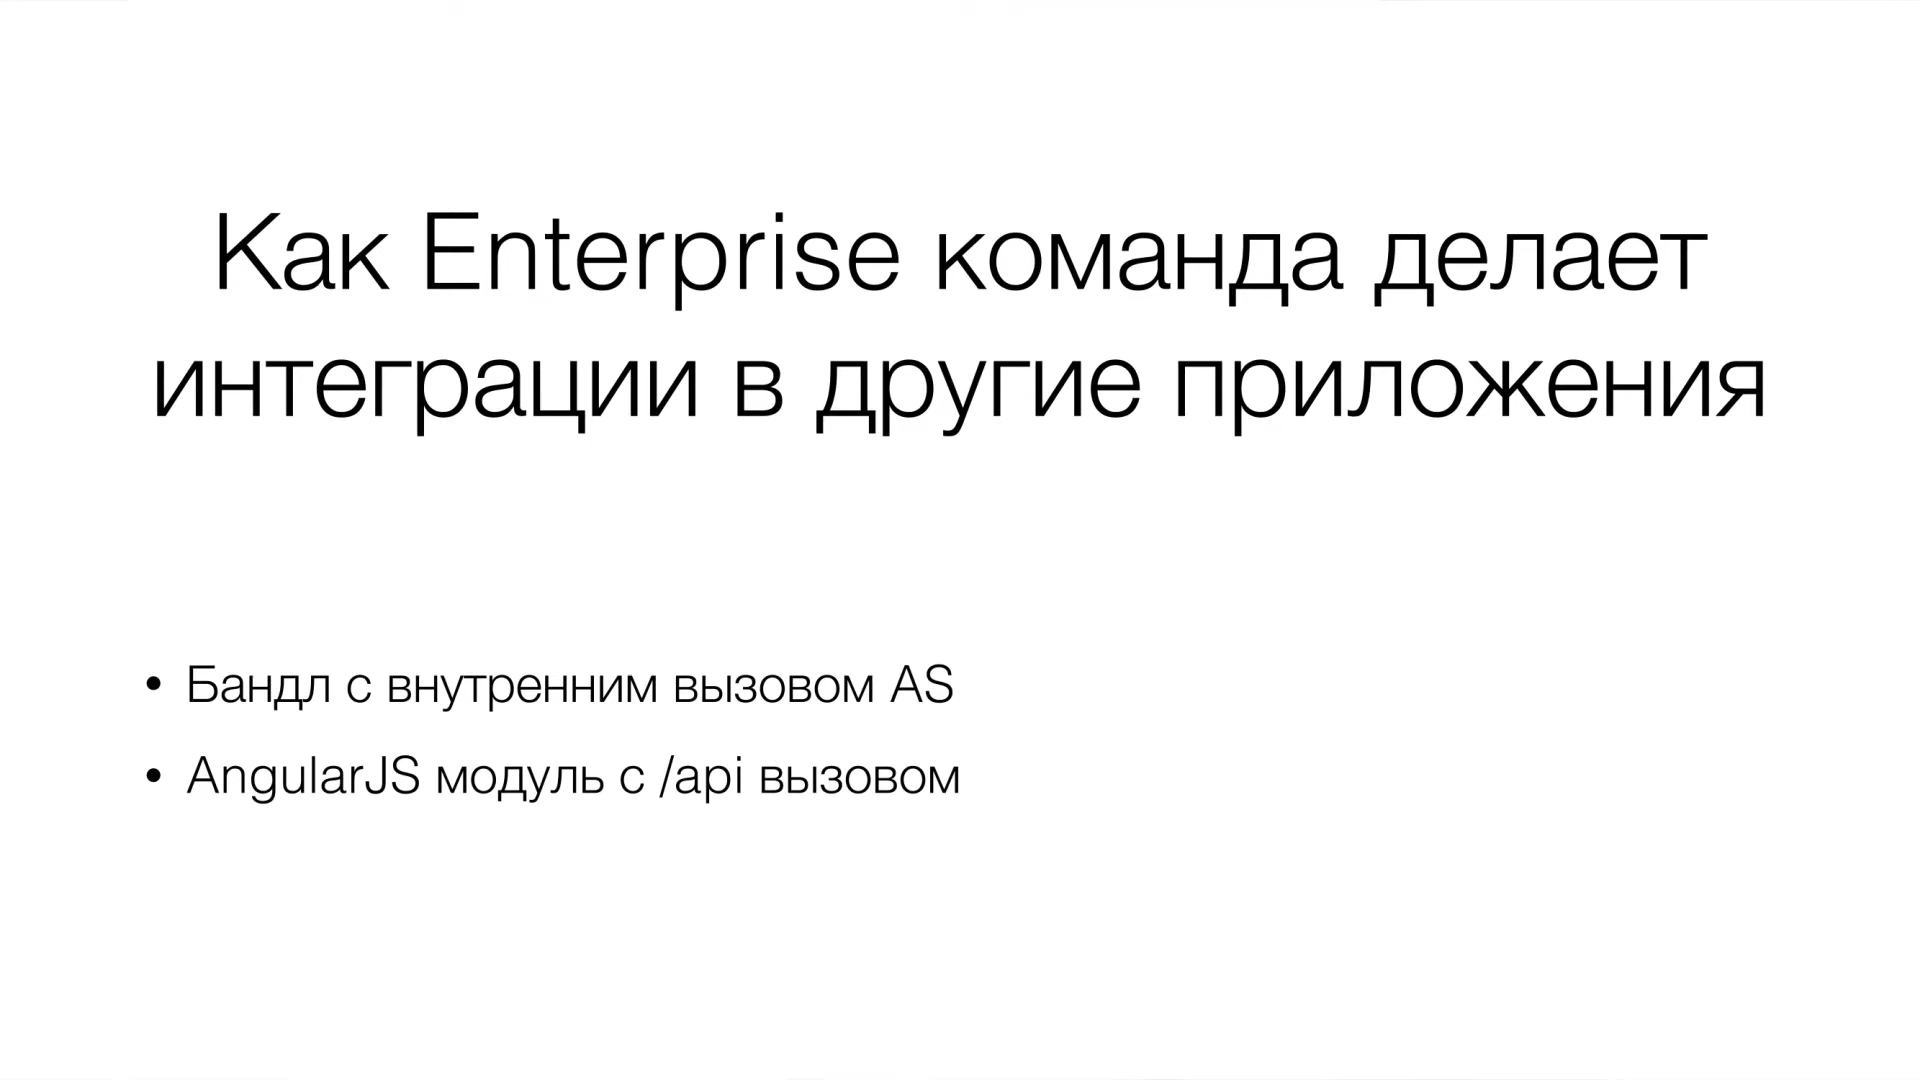 Как Enterprise команда делает
интеграции в другие приложения
• Бандл с внутренним вызовом AS
• AngularJS модуль с /api вызовом